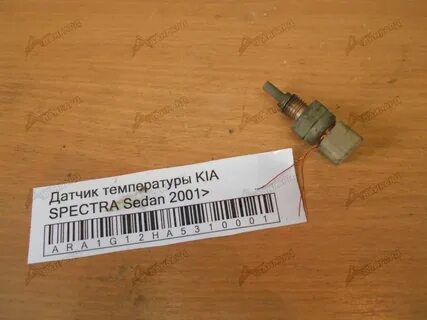 Датчик температуры KIA
SPECTRA Sedan 2001>
ARA1G12HA5310001